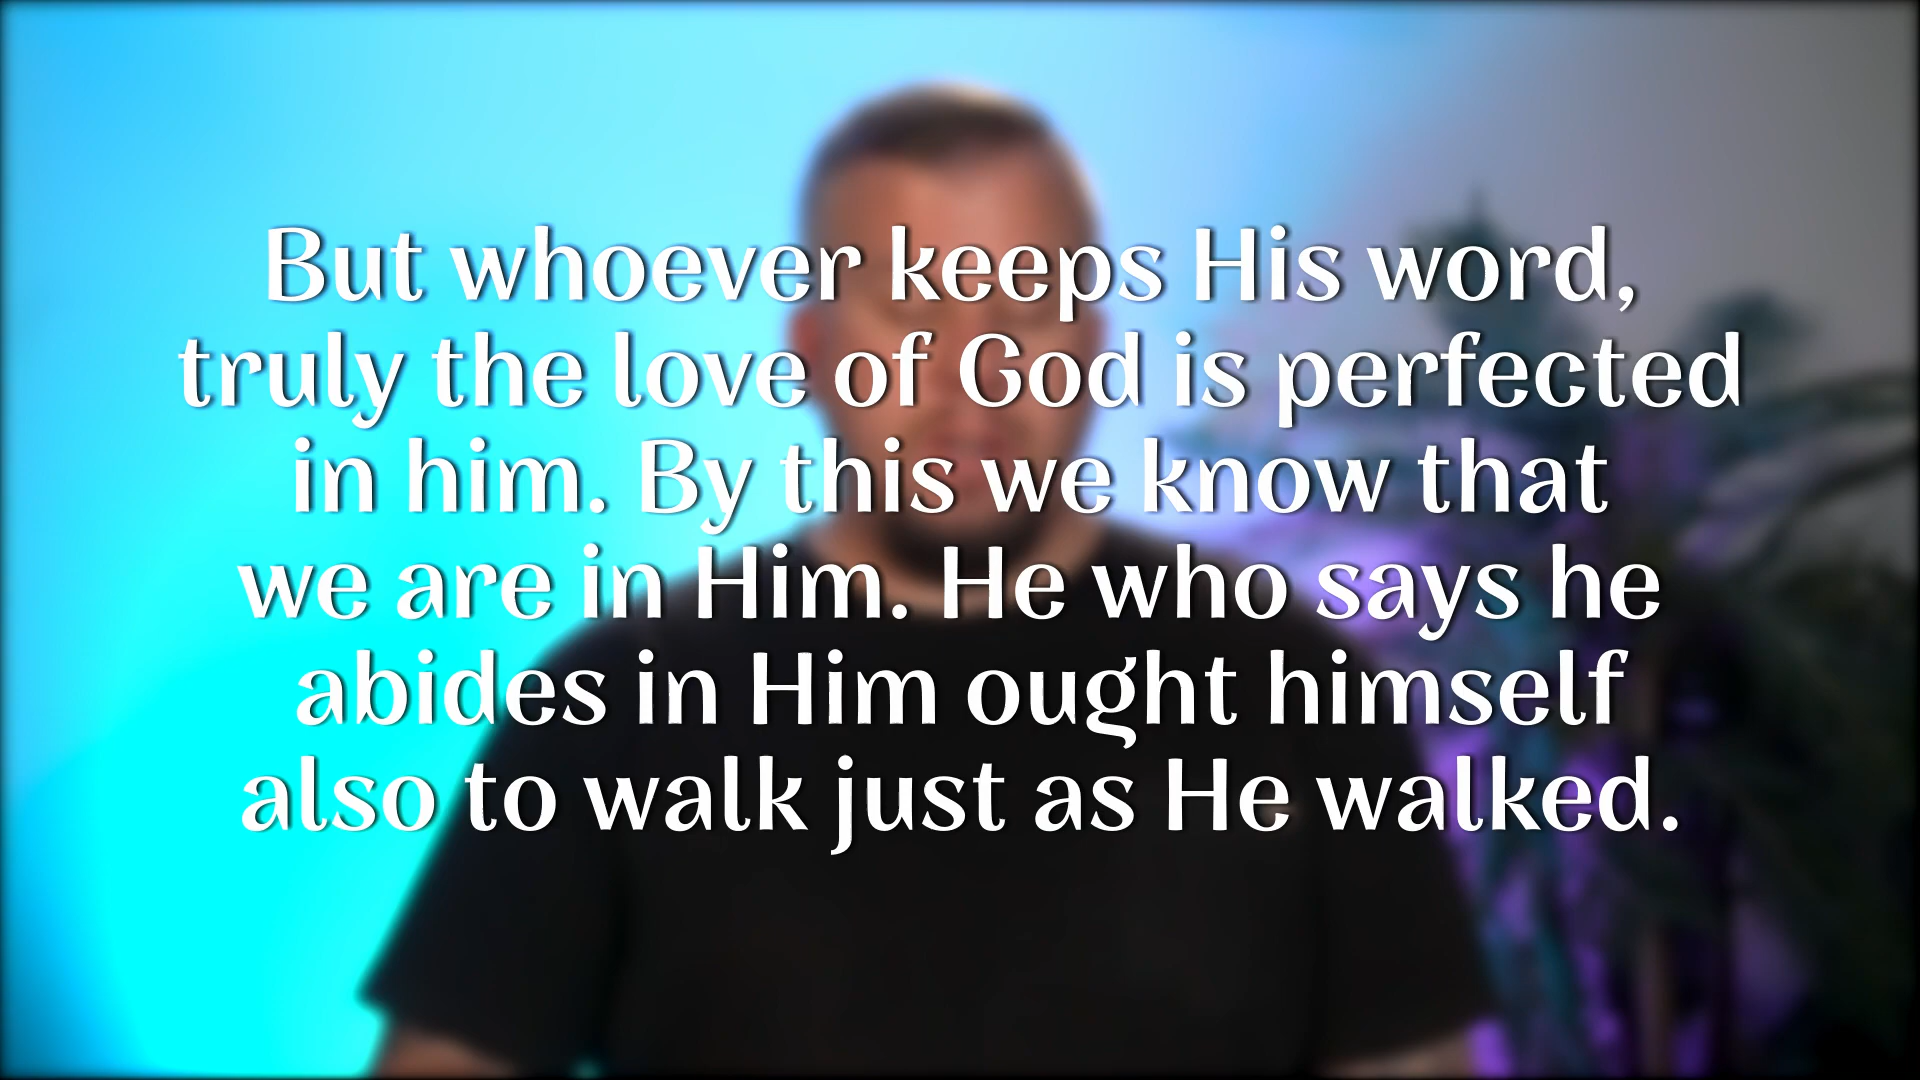 But whoever keeps His word,
truly the love of God is perfected
in him. By this we know that
we are in Him. He who says he
abides in Him ought himself
also to walk just as He walked.